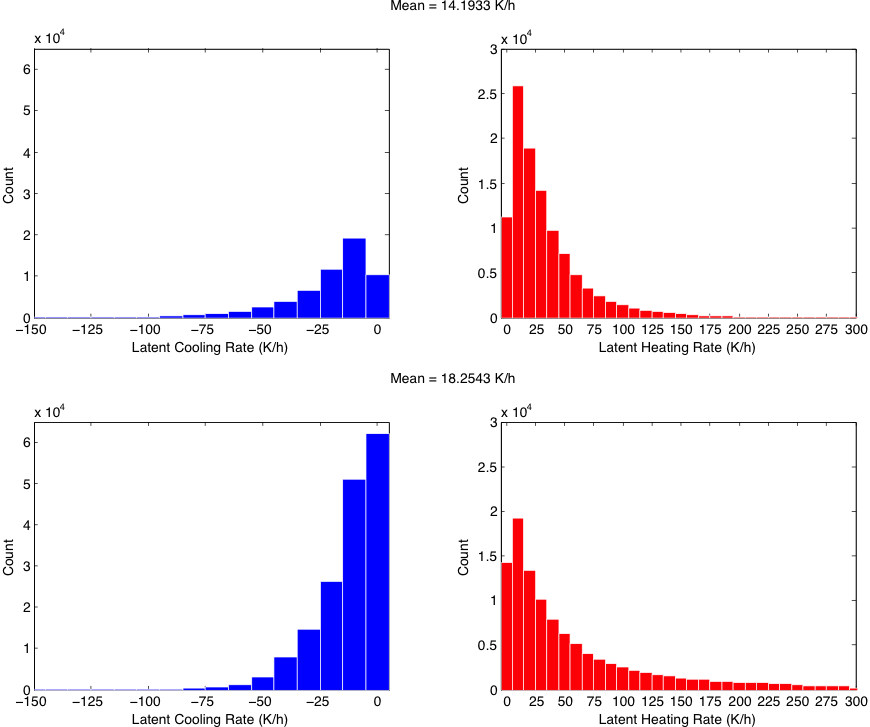 Mean = 14.1933 K/h
x 10^4
6
5
4
3
2
1
0
Count
−150 −125 −100 −75 −50 −25 0
Latent Cooling Rate (K/h)
x 10^4
3
2.5
2
1.5
1
0.5
0
Count
0 25 50 75 100 125 150 175 200 225 250 275 300
Latent Heating Rate (K/h)
Mean = 18.2543 K/h
x 10^4
6
5
4
3
2
1
0
Count
−150 −125 −100 −75 −50 −25 0
Latent Cooling Rate (K/h)
x 10^4
3
2.5
2
1.5
1
0.5
0
Count
0 25 50 75 100 125 150 175 200 225 250 275 300
Latent Heating Rate (K/h)